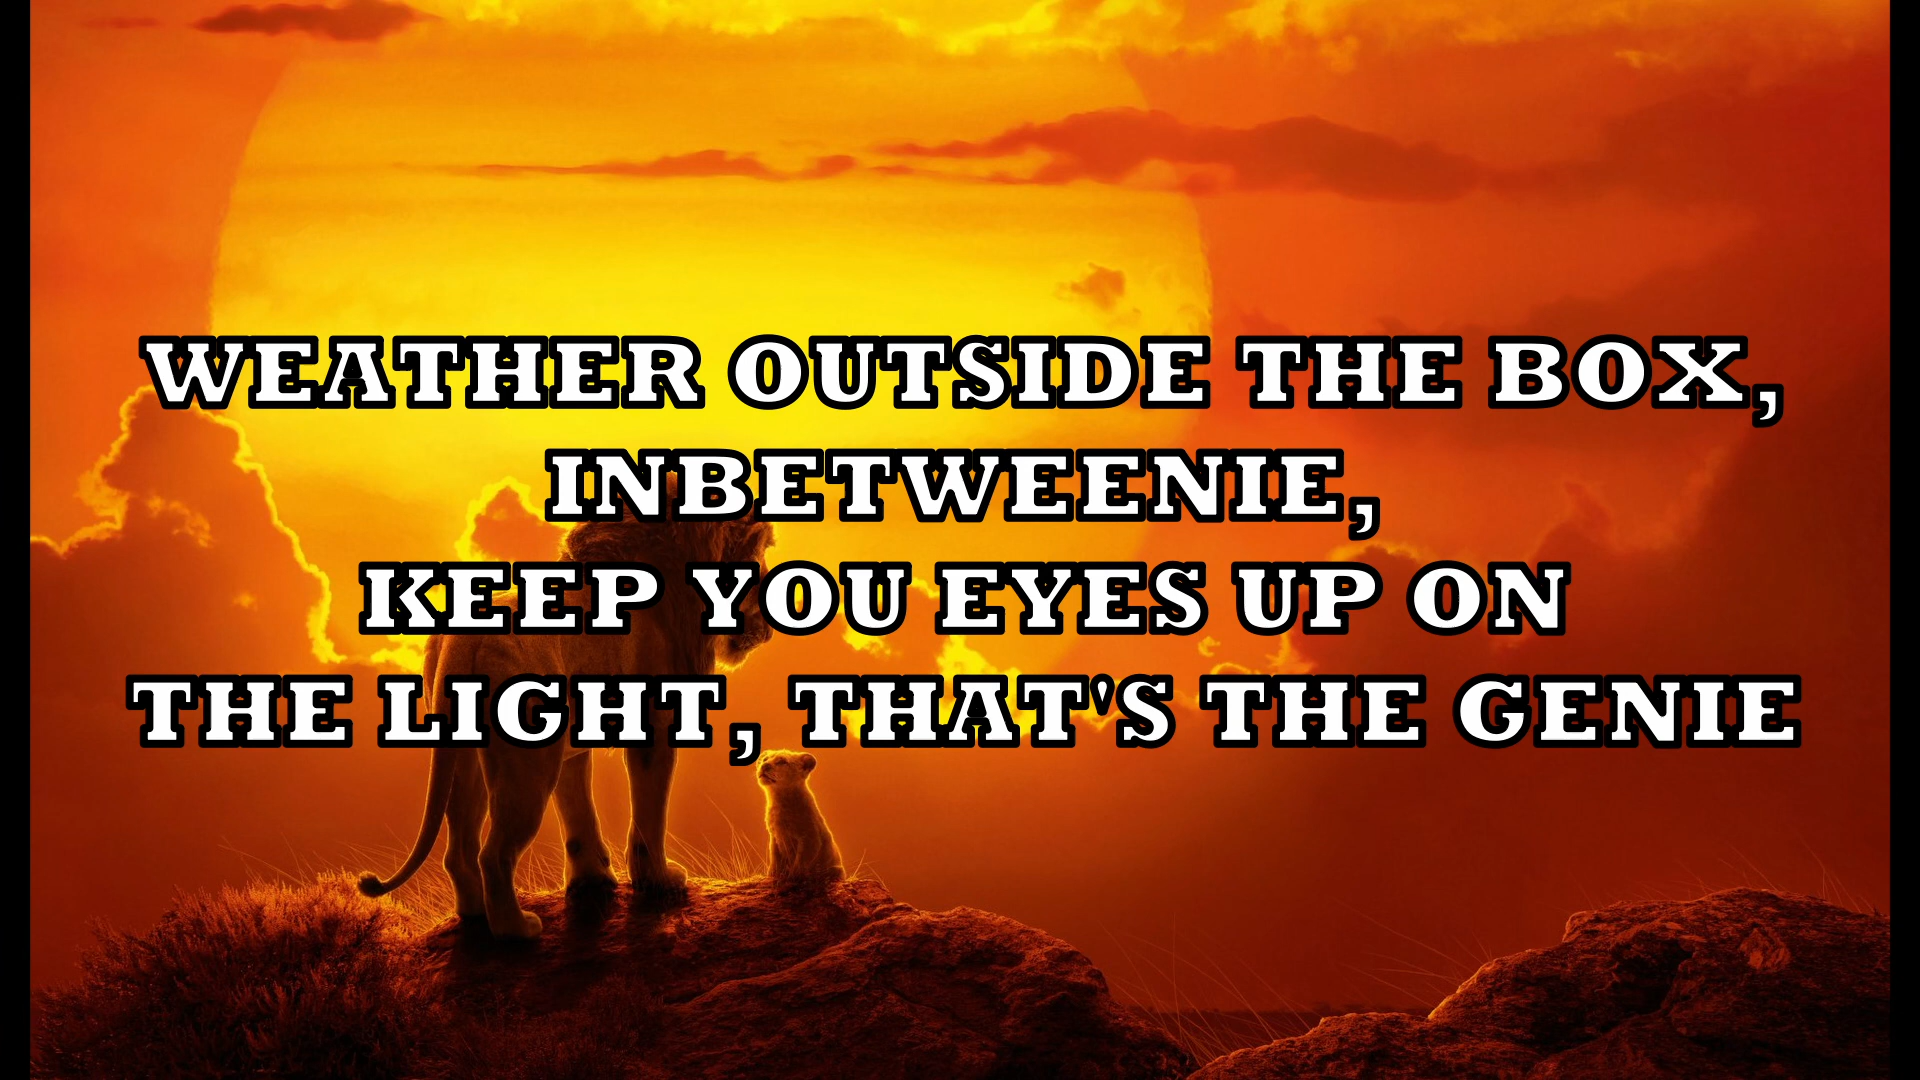 WEATHER OUTSIDE THE BOX,
INBETWEENIE,
KEEP YOU EYES UP ON
THE LIGHT, THAT'S THE GENIE